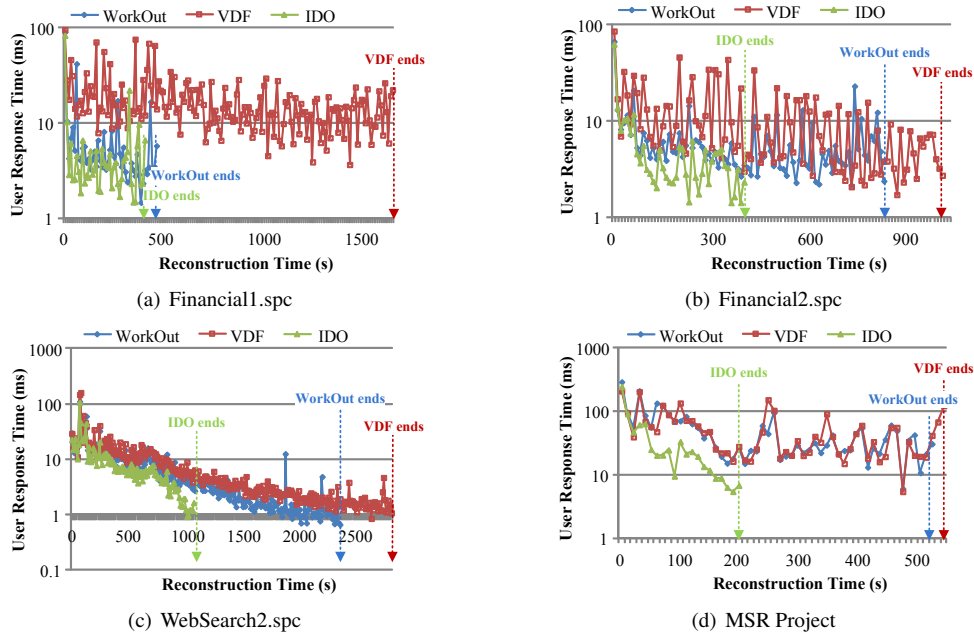 WorkOut VDF IDO
100
10
1
User Response Time (ms)
VDF ends
WorkOut ends
IDO ends
0 500 1000 1500
Reconstruction Time (s)
(a) Financial1.spc
WorkOut VDF IDO
100
10
1
User Response Time (ms)
IDO ends
WorkOut ends
VDF ends
0 300 600 900
Reconstruction Time (s)
(b) Financial2.spc
WorkOut VDF IDO
1000
100
10
1
0.1
User Response Time (ms)
IDO ends
WorkOut ends
VDF ends
0 500 1000 1500 2000 2500
Reconstruction Time (s)
(c) WebSearch2.spc
WorkOut VDF IDO
1000
100
10
1
User Response Time (ms)
IDO ends
VDF ends
WorkOut ends
0 100 200 300 400 500
Reconstruction Time (s)
(d) MSR Project